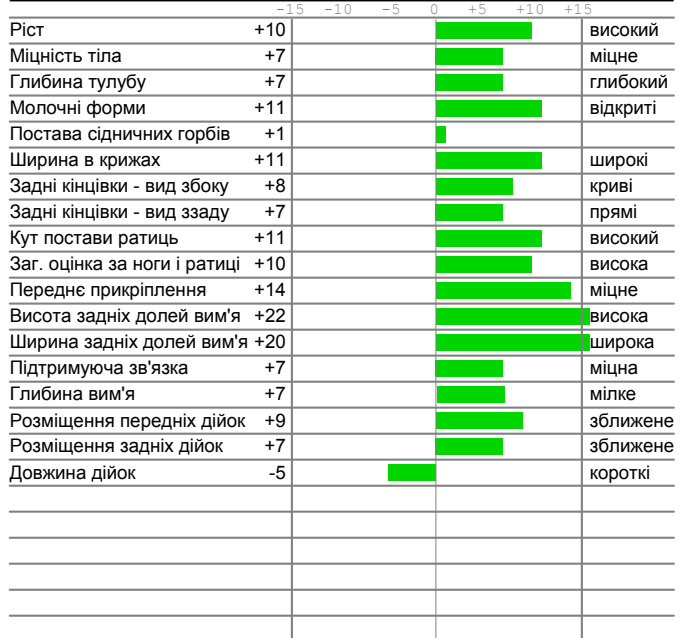 -15 -10 -5 0 +5 +10 +15
Ріст +10 високий
Міцність тіла +7 міцне
Глибина тулубу +7 глибокий
Молочні форми +11 відкриті
Постава сідничних горбів +1
Ширина в крижах +11 широкі
Задні кінцівки - вид збоку +8 криві
Задні кінцівки - вид ззаду +7 прямі
Кут постави ратиць +11 високий
Заг. оцінка за ноги і ратиці +10 висока
Переднє прикріплення +14 міцне
Висота задніх долей вим'я +22 висока
Ширина задніх долей вим'я +20 широка
Підтримуюча зв'язка +7 міцна
Глибина вим'я +7 мілке
Розміщення передніх дійок +9 зближене
Розміщення задніх дійок +7 зближене
Довжина дійок -5 короткі